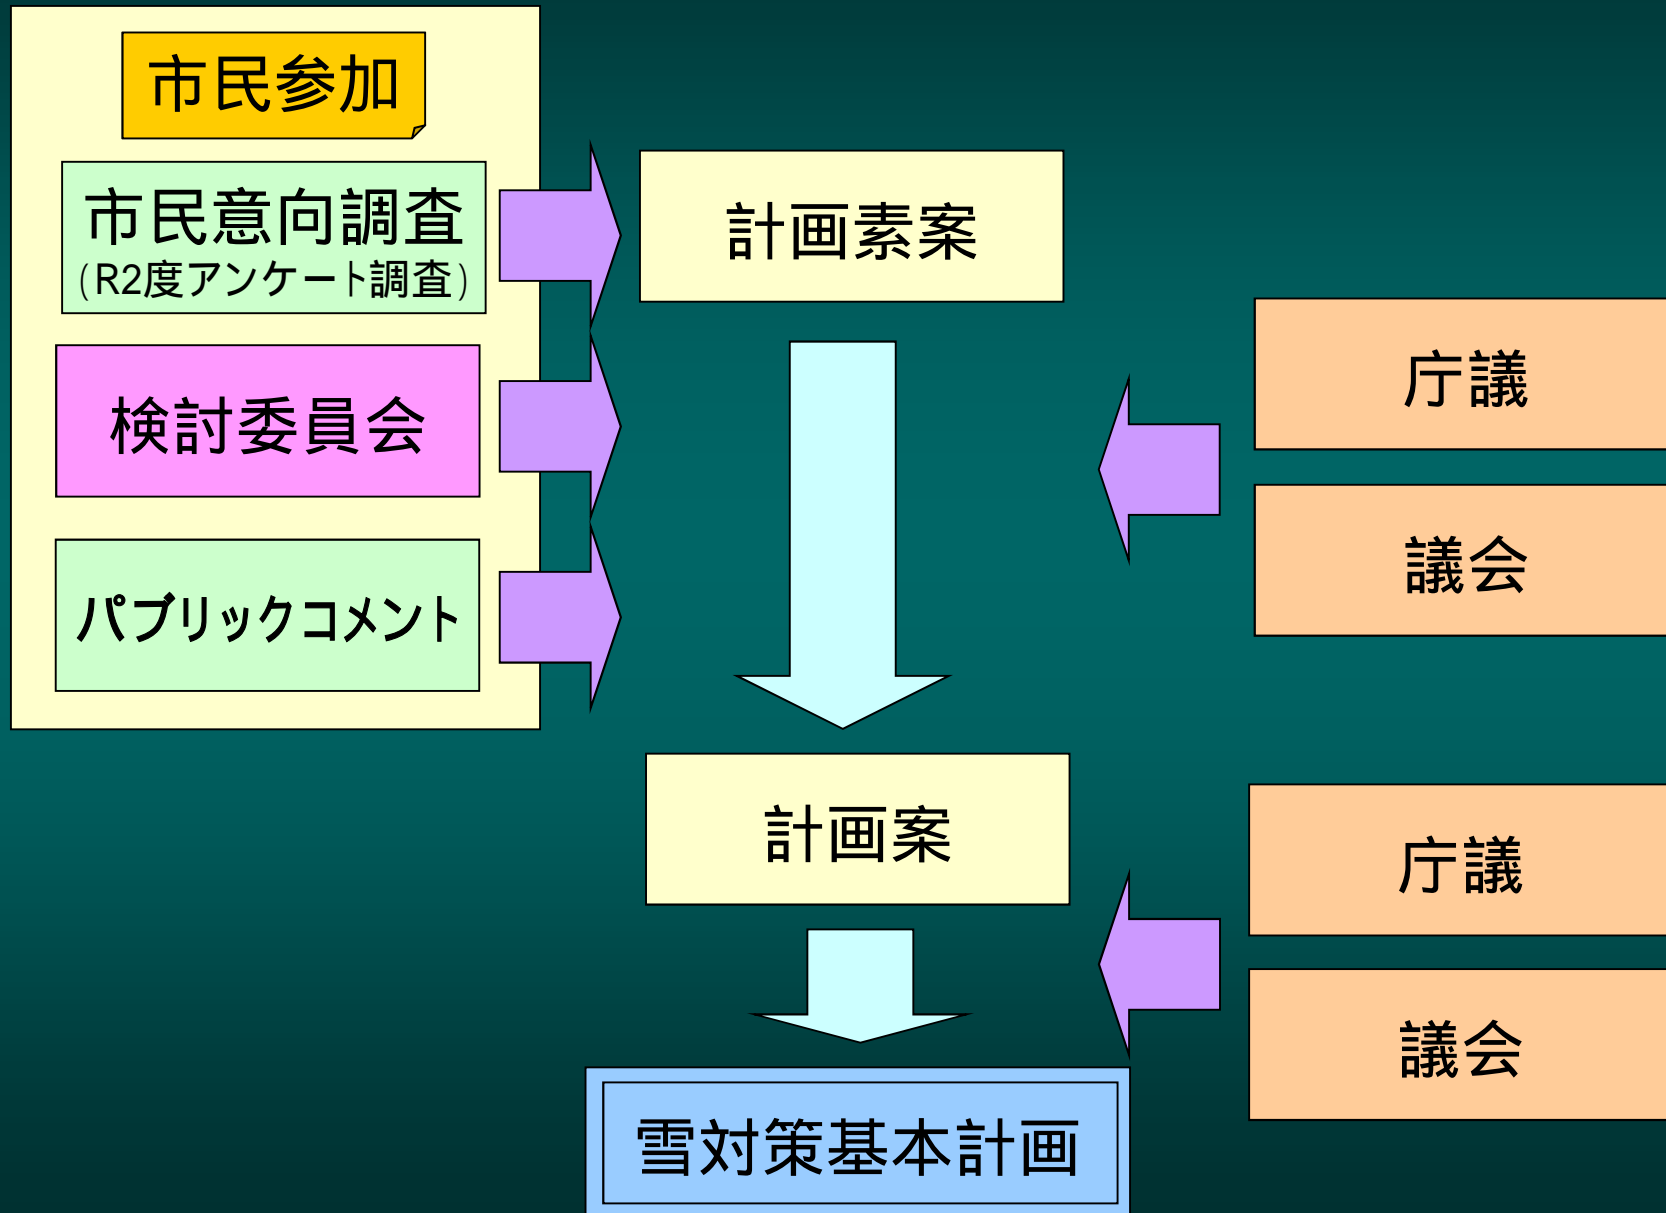 市民参加
市民意向調査
（R2度アンケート調査）
検討委員会
パブリックコメント
計画素案
庁議
議会
計画案
庁議
議会
雪対策基本計画